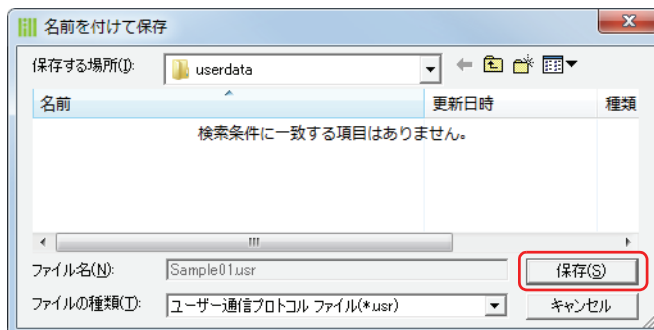 名前を付けて保存
保存する場所(I): userdata
名前 更新日時 種類
検索条件に一致する項目はありません。
ファイル名(N): Sample01.usr 保存(S)
ファイルの種類(T): ユーザー通信プロトコル ファイル(*.usr) キャンセル